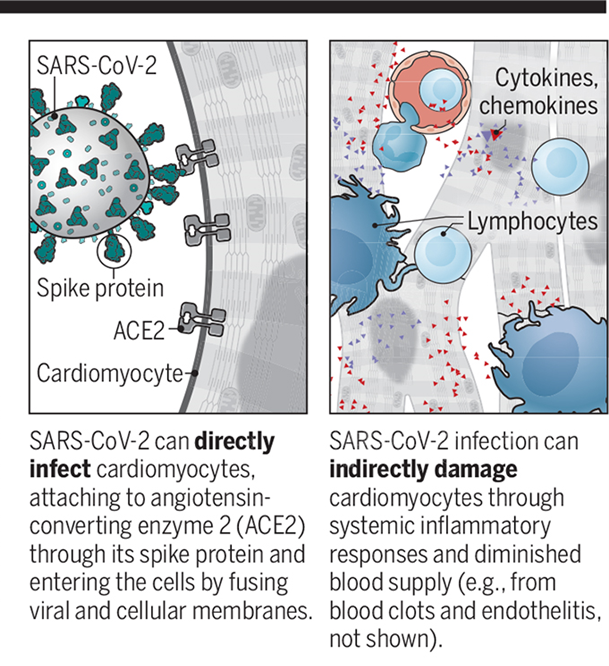 SARS-CoV-2
Spike protein
ACE2
Cardiomyocyte
SARS-CoV-2 can directly
infect cardiomyocytes,
attaching to angiotensin-
converting enzyme 2 (ACE2)
through its spike protein and
entering the cells by fusing
viral and cellular membranes.
Cytokines,
chemokines
Lymphocytes
SARS-CoV-2 infection can
indirectly damage
cardiomyocytes through
systemic inflammatory
responses and diminished
blood supply (e.g., from
blood clots and endothelitis,
not shown).